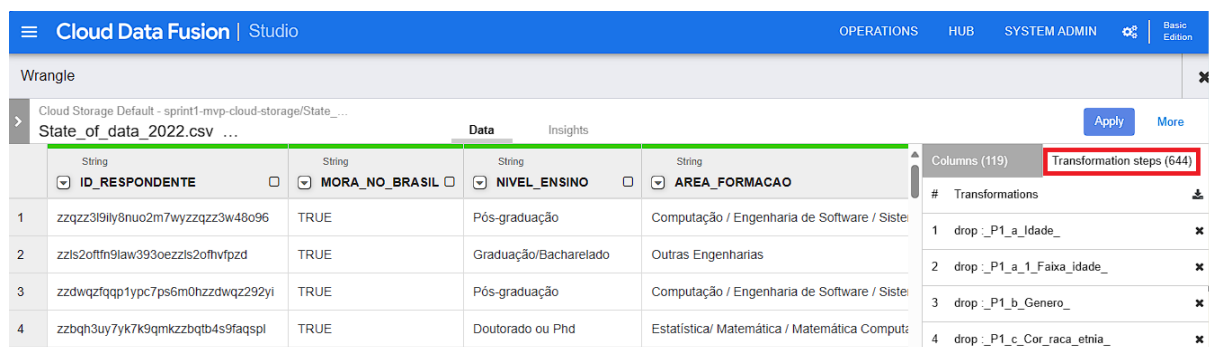 Cloud Data Fusion | Studio
OPERATIONS HUB SYSTEM ADMIN Basic Edition
Wrangle
Cloud Storage Default - sprint1-mvp-cloud-storage/State_...
State_of_data_2022.csv ...
Data Insights
Apply More
String String String String
ID_RESPONDENTE MORA_NO_BRASIL NIVEL_ENSINO AREA_FORMACAO
Columns (119) Transformation steps (644)
# Transformations
1 zzqzz3l9ily8nuo2m7wyzzqzz3w48o96 TRUE Pós-graduação Computação / Engenharia de Software / Sister
1 drop :_P1_a_Idade_
2 zzls2oftfn9law393oezzls2ofhvfpzd TRUE Graduação/Bacharelado Outras Engenharias
2 drop :_P1_a_1_Faixa_idade_
3 zzdwqzfqqp1ypc7ps6m0hzzdwqz292yi TRUE Pós-graduação Computação / Engenharia de Software / Sister
3 drop :_P1_b_Genero_
4 zzbqh3uy7yk7k9qmkzzbqtb4s9faqspl TRUE Doutorado ou Phd Estatística/ Matemática / Matemática Computa
4 drop :_P1_c_Cor_raca_etnia_